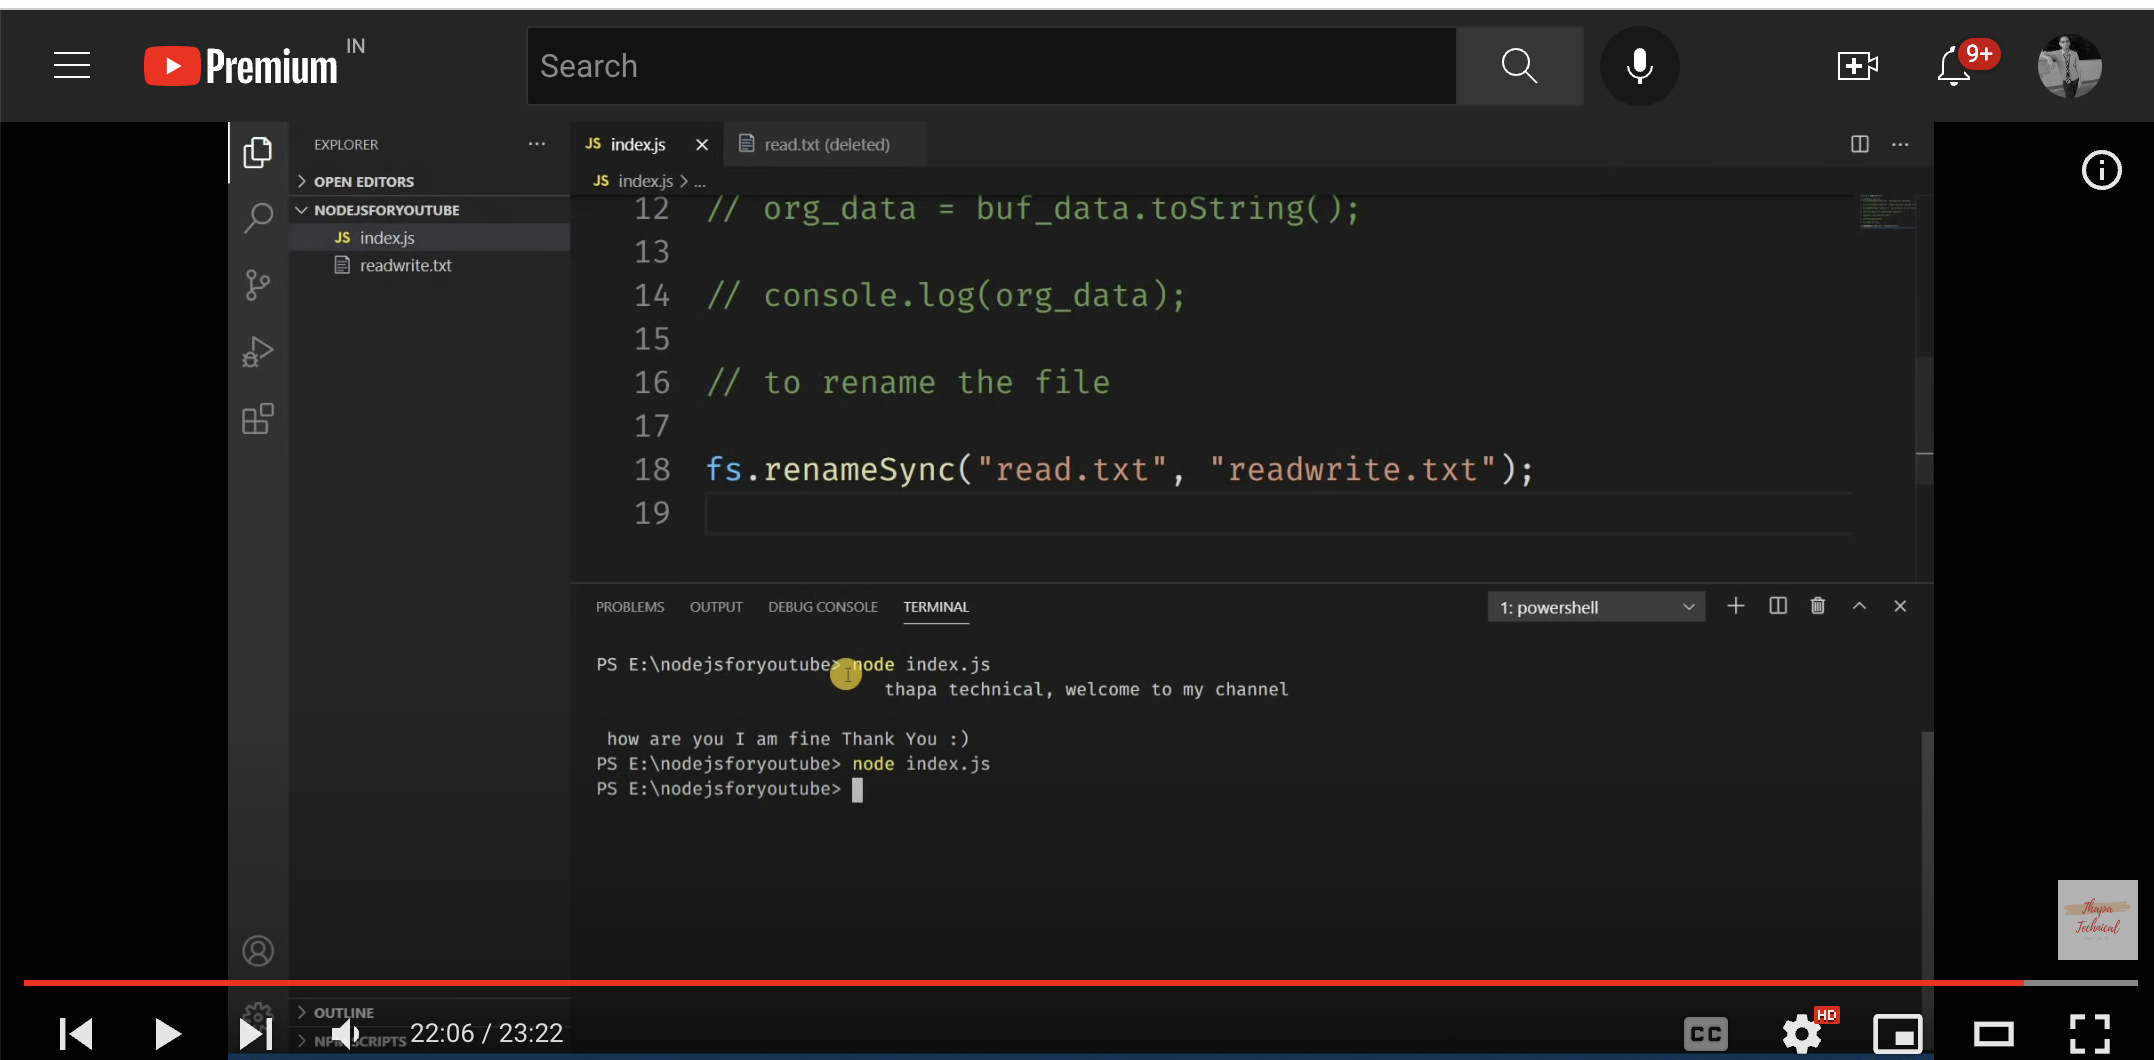 Premium IN
Search
9+
EXPLORER
OPEN EDITORS
NODEJSFORYOUTUBE
JS index.js
readwrite.txt
JS index.js
read.txt (deleted)
JS index.js > ...
12 // org_data = buf_data.toString();
13
14 // console.log(org_data);
15
16 // to rename the file
17
18 fs.renameSync("read.txt", "readwrite.txt");
19
PROBLEMS OUTPUT DEBUG CONSOLE TERMINAL
1: powershell
PS E:\nodejsforyoutube> node index.js
thapa technical, welcome to my channel
how are you I am fine Thank You :)
PS E:\nodejsforyoutube> node index.js
PS E:\nodejsforyoutube>
Thapa
Technical
OUTLINE
NPM SCRIPTS
22:06 / 23:22
CC
HD